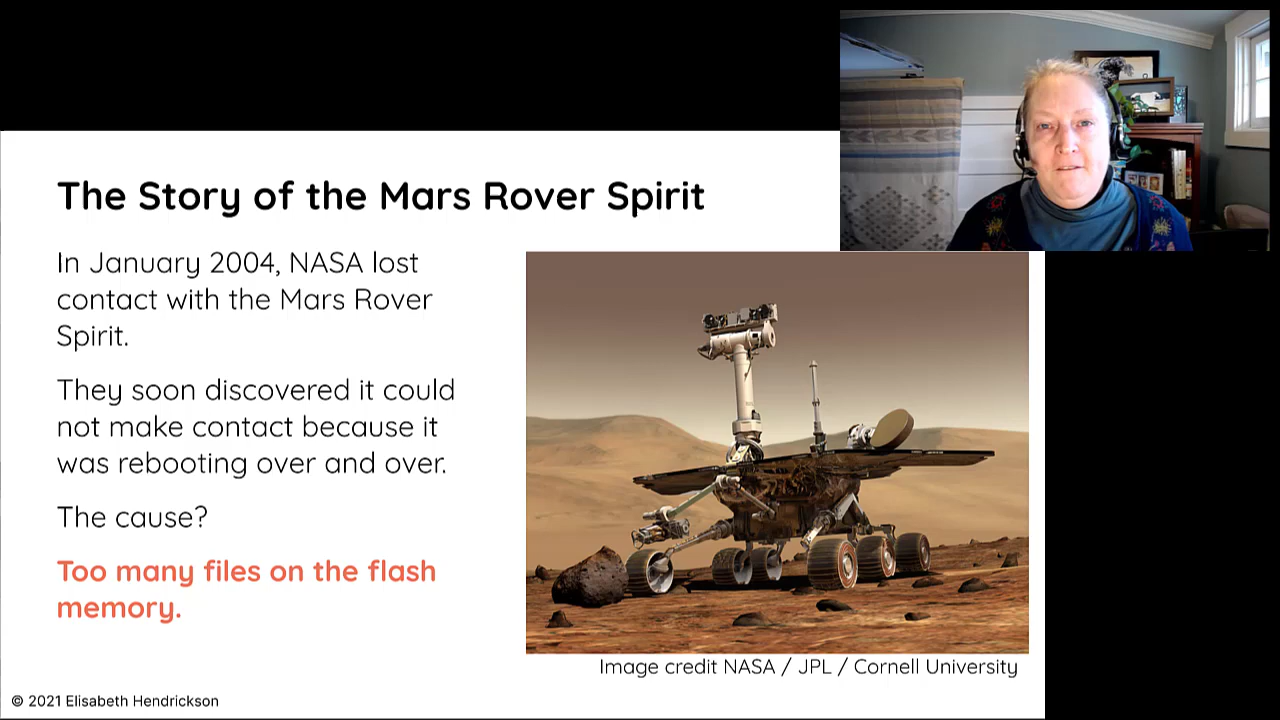 The Story of the Mars Rover Spirit
In January 2004, NASA lost
contact with the Mars Rover
Spirit.
They soon discovered it could
not make contact because it
was rebooting over and over.
The cause?
Too many files on the flash
memory.
Image credit NASA / JPL / Cornell University
© 2021 Elisabeth Hendrickson